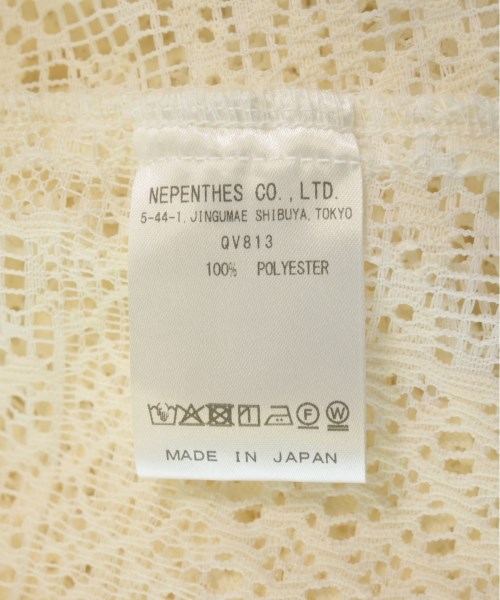 NEPENTHES CO.,LTD.
5-44-1, JINGUMAE SHIBUYA, TOKYO
QV813
100% POLYESTER
F W
MADE IN JAPAN